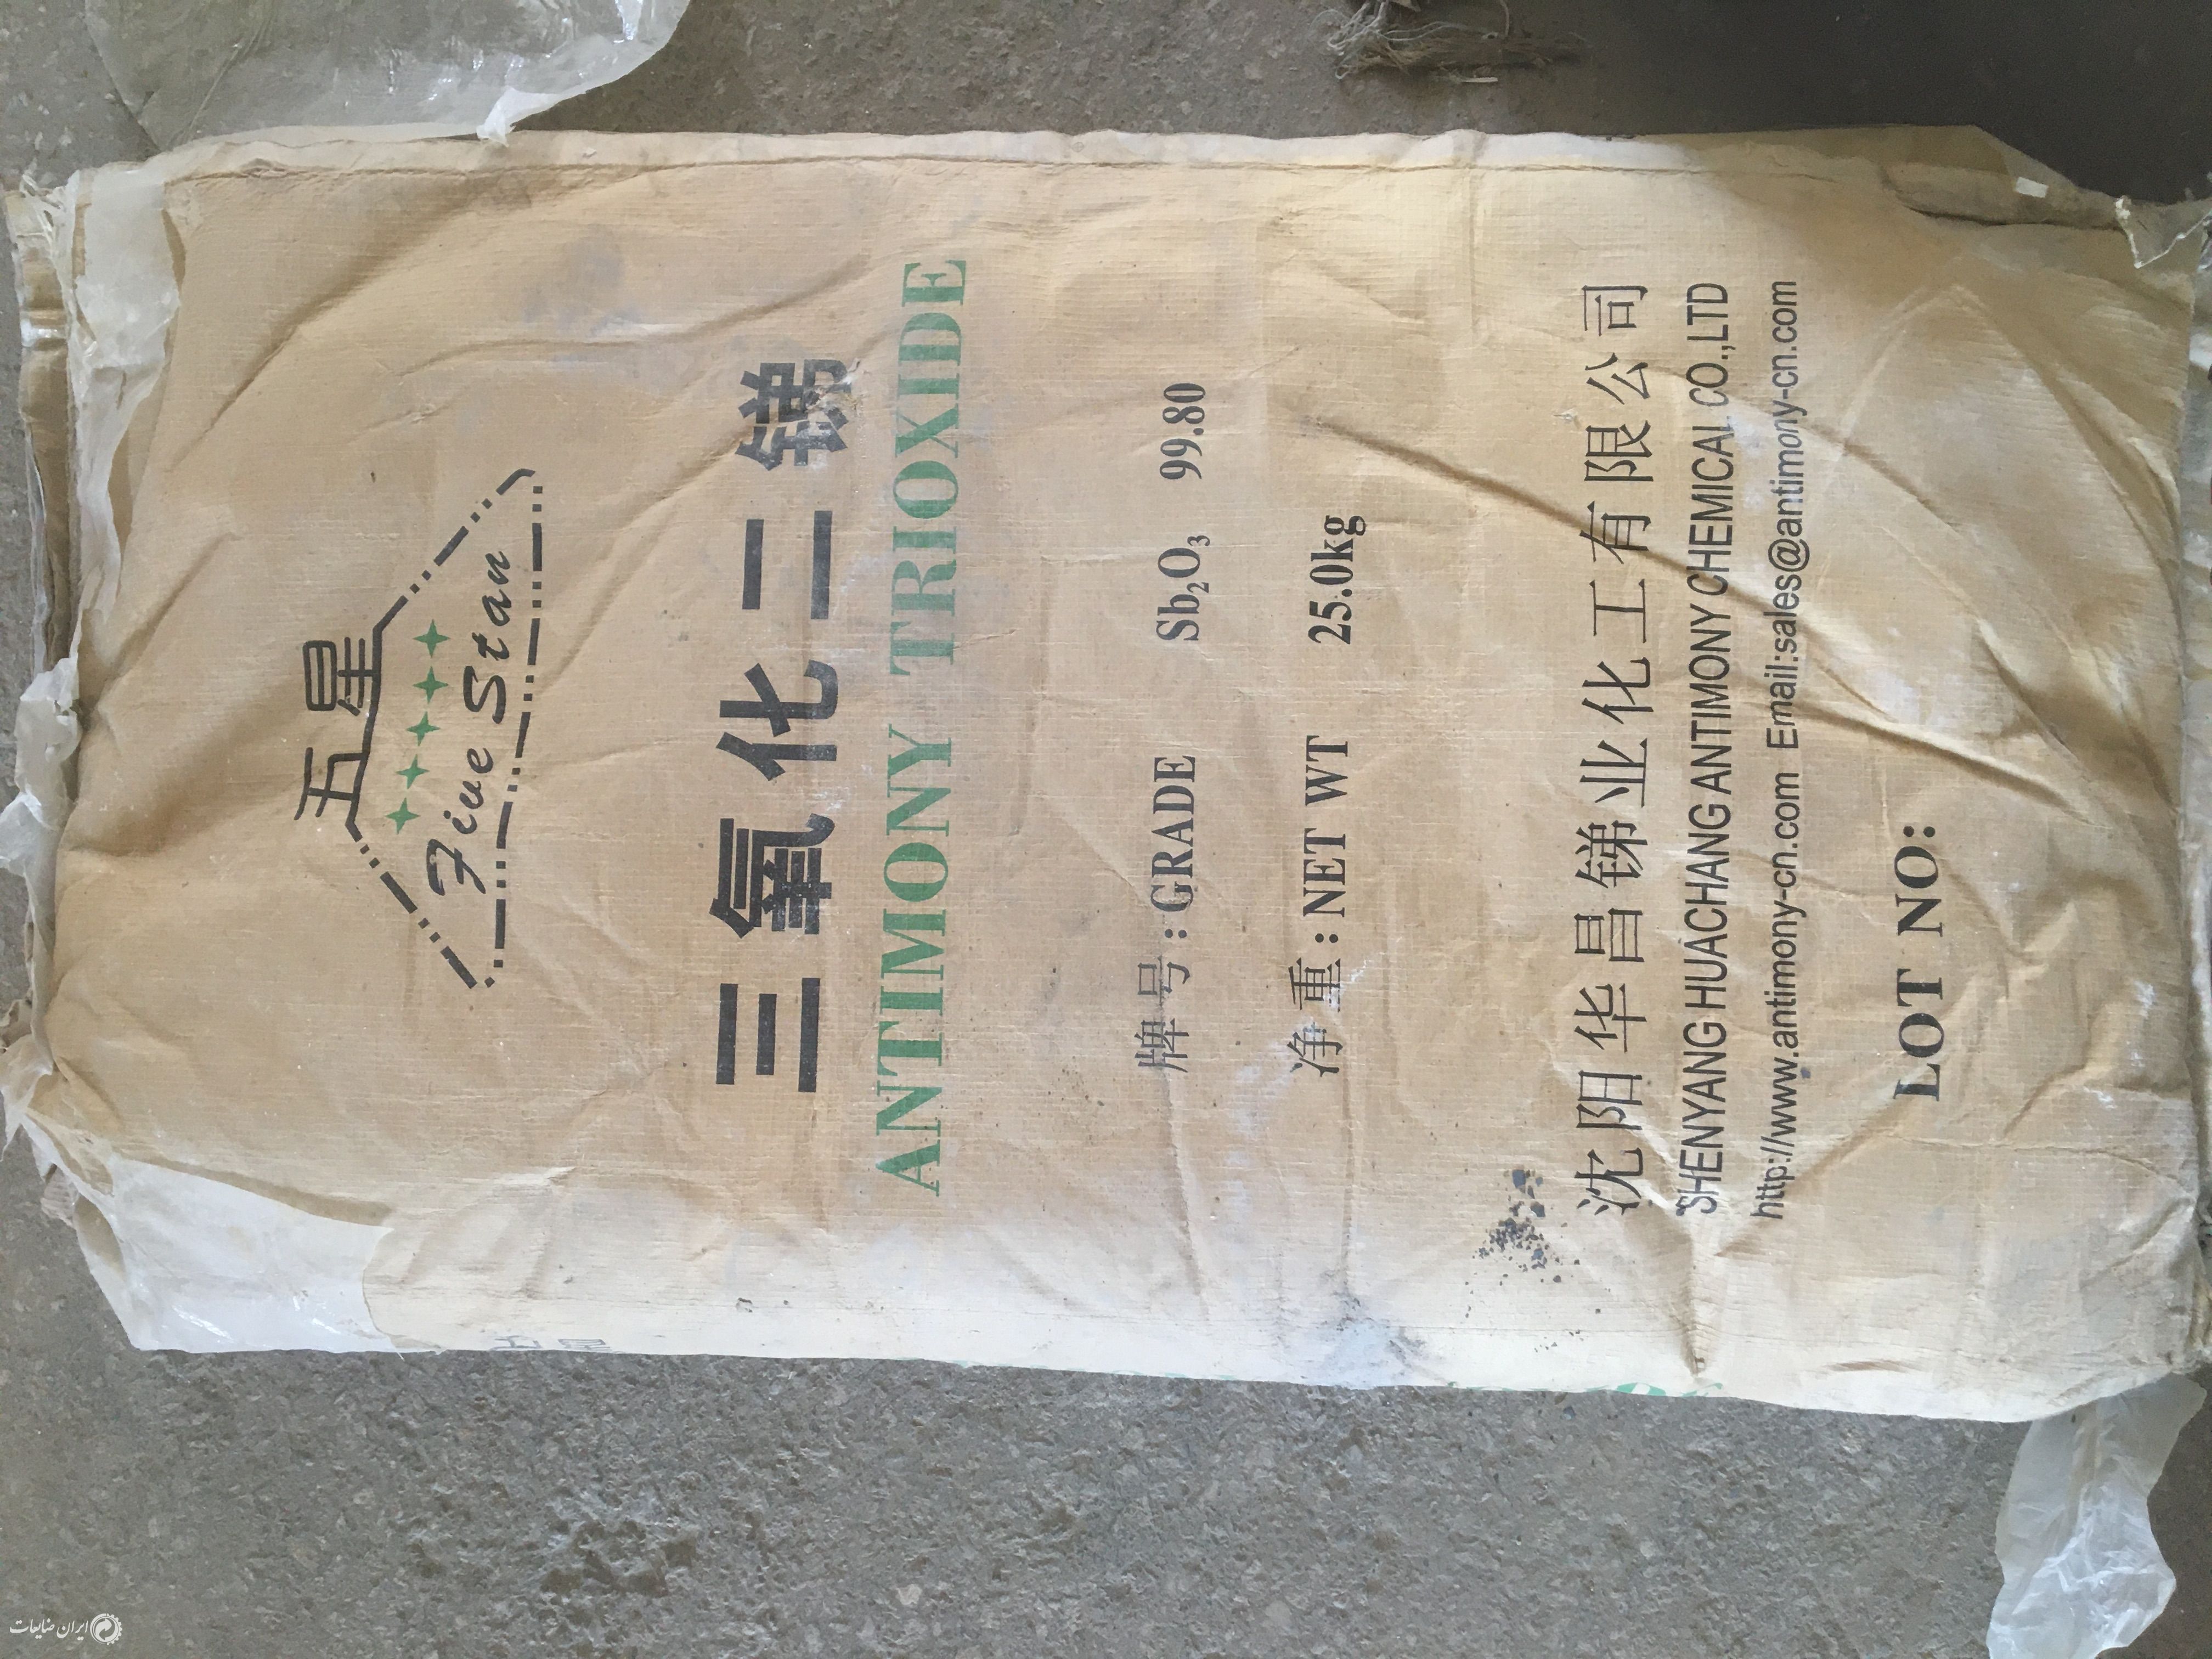 五星
Five Star
三氧化二锑
ANTIMONY TRIOXIDE
牌号:GRADE Sb₂O₃ 99.80
净重:NET WT 25.0kg
沈阳华昌锑业化工有限公司
SHENYANG HUACHANG ANTIMONY CHEMICAL CO.,LTD
http://www.antimony-cn.com Email:sales@antimony-cn.com
LOT NO:
ایران ضایعات